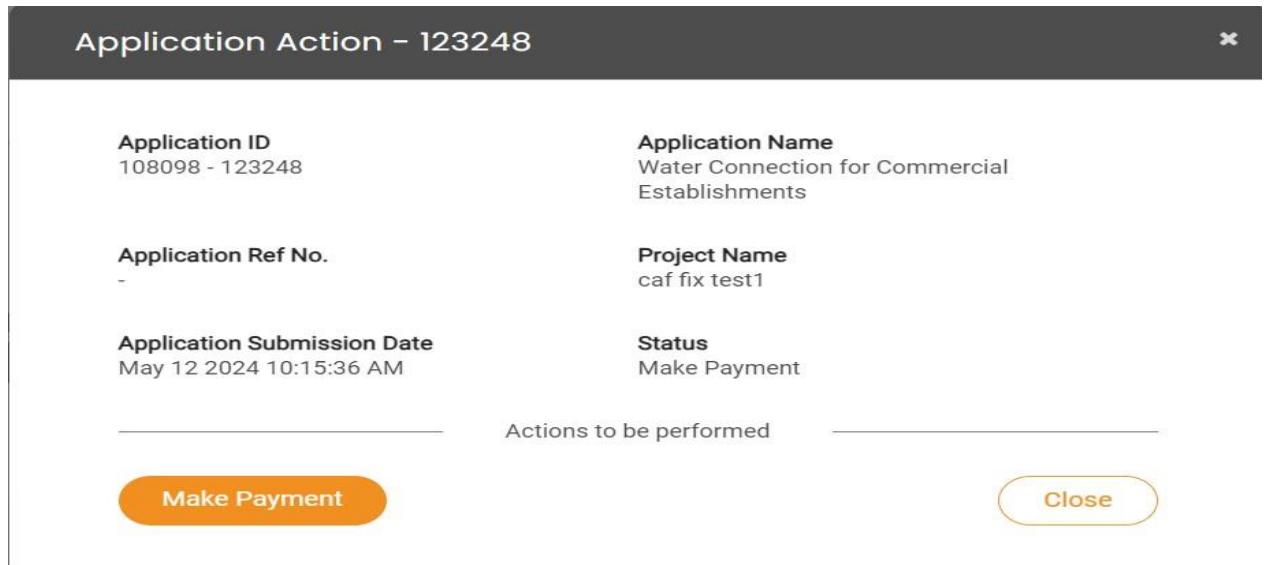 Application Action - 123248
Application ID
108098 - 123248
Application Name
Water Connection for Commercial
Establishments
Application Ref No.
-
Project Name
caf fix test1
Application Submission Date
May 12 2024 10:15:36 AM
Status
Make Payment
Actions to be performed
Make Payment
Close